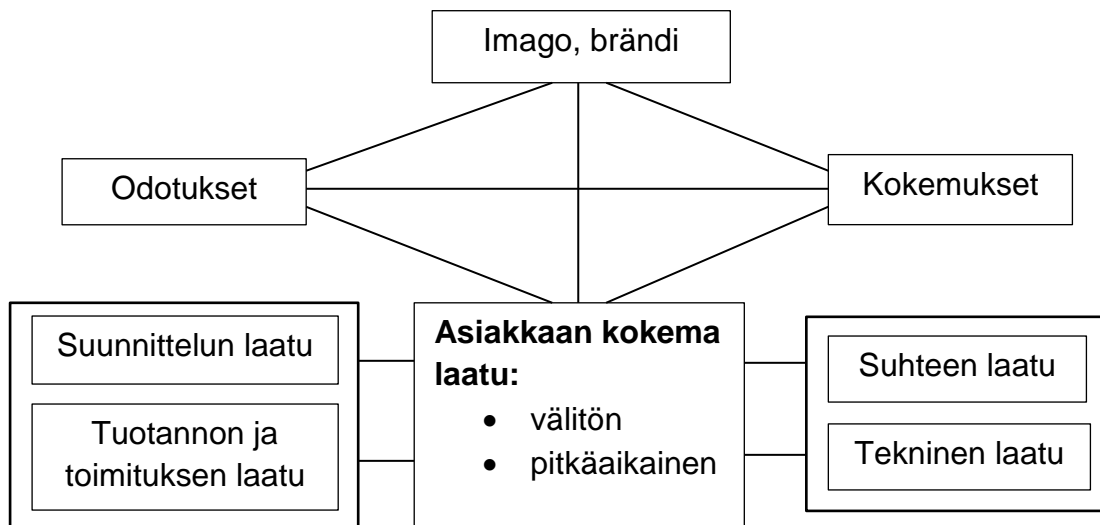 Imago, brändi
Odotukset
Kokemukset
Suunnittelun laatu
Tuotannon ja
toimituksen laatu
Asiakkaan kokema
laatu:
• välitön
• pitkäaikainen
Suhteen laatu
Tekninen laatu